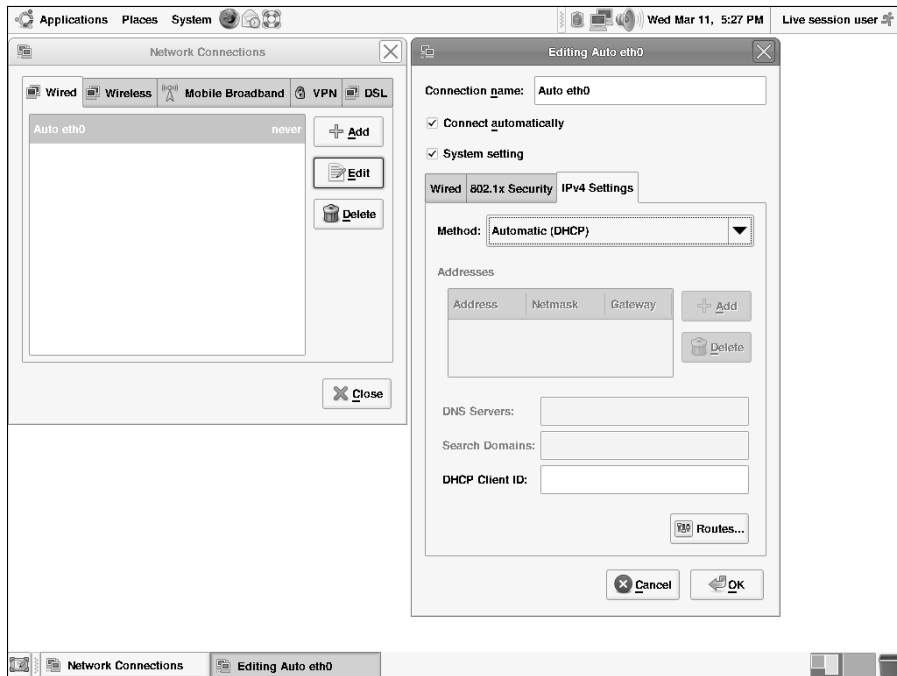 Applications Places System Wed Mar 11, 5:27 PM Live session user
Network Connections
Wired Wireless Mobile Broadband VPN DSL
Auto eth0 never
Add
Edit
Delete
Close
Editing Auto eth0
Connection name: Auto eth0
Connect automatically
System setting
Wired 802.1x Security IPv4 Settings
Method: Automatic (DHCP)
Addresses
Address Netmask Gateway
Add
Delete
DNS Servers:
Search Domains:
DHCP Client ID:
Routes...
Cancel OK
Network Connections Editing Auto eth0